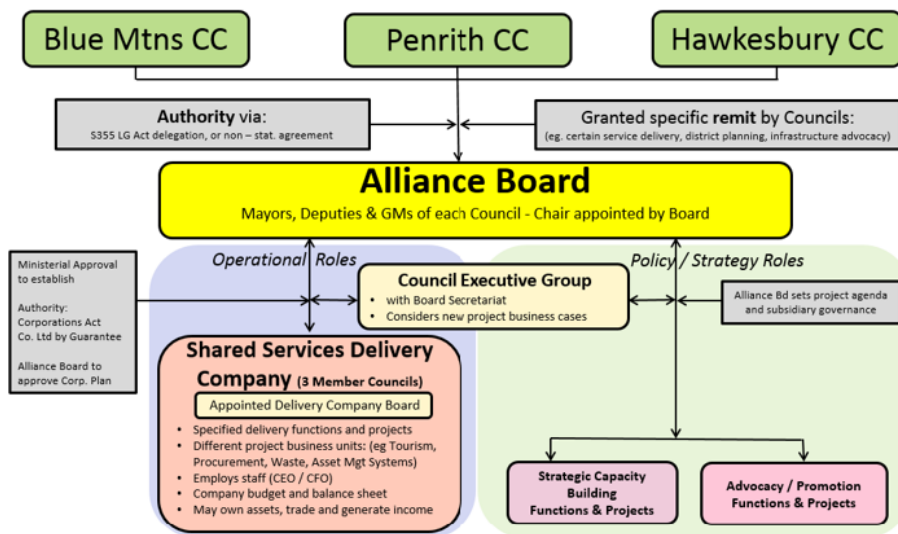 Blue Mtns CC
Penrith CC
Hawkesbury CC
Authority via:
S355 LG Act delegation, or non – stat. agreement
Granted specific remit by Councils:
(eg. certain service delivery, district planning, infrastructure advocacy)
Alliance Board
Mayors, Deputies & GMs of each Council - Chair appointed by Board
Operational Roles
Policy / Strategy Roles
Ministerial Approval
to establish
Authority:
Corporations Act
Co. Ltd by Guarantee
Alliance Board to
approve Corp. Plan
Council Executive Group
• with Board Secretariat
• Considers new project business cases
Alliance Bd sets project agenda
and subsidiary governance
Shared Services Delivery
Company (3 Member Councils)
Appointed Delivery Company Board
• Specified delivery functions and projects
• Different project business units: (eg Tourism,
Procurement, Waste, Asset Mgt Systems)
• Employs staff (CEO / CFO)
• Company budget and balance sheet
• May own assets, trade and generate income
Strategic Capacity
Building
Functions & Projects
Advocacy / Promotion
Functions & Projects